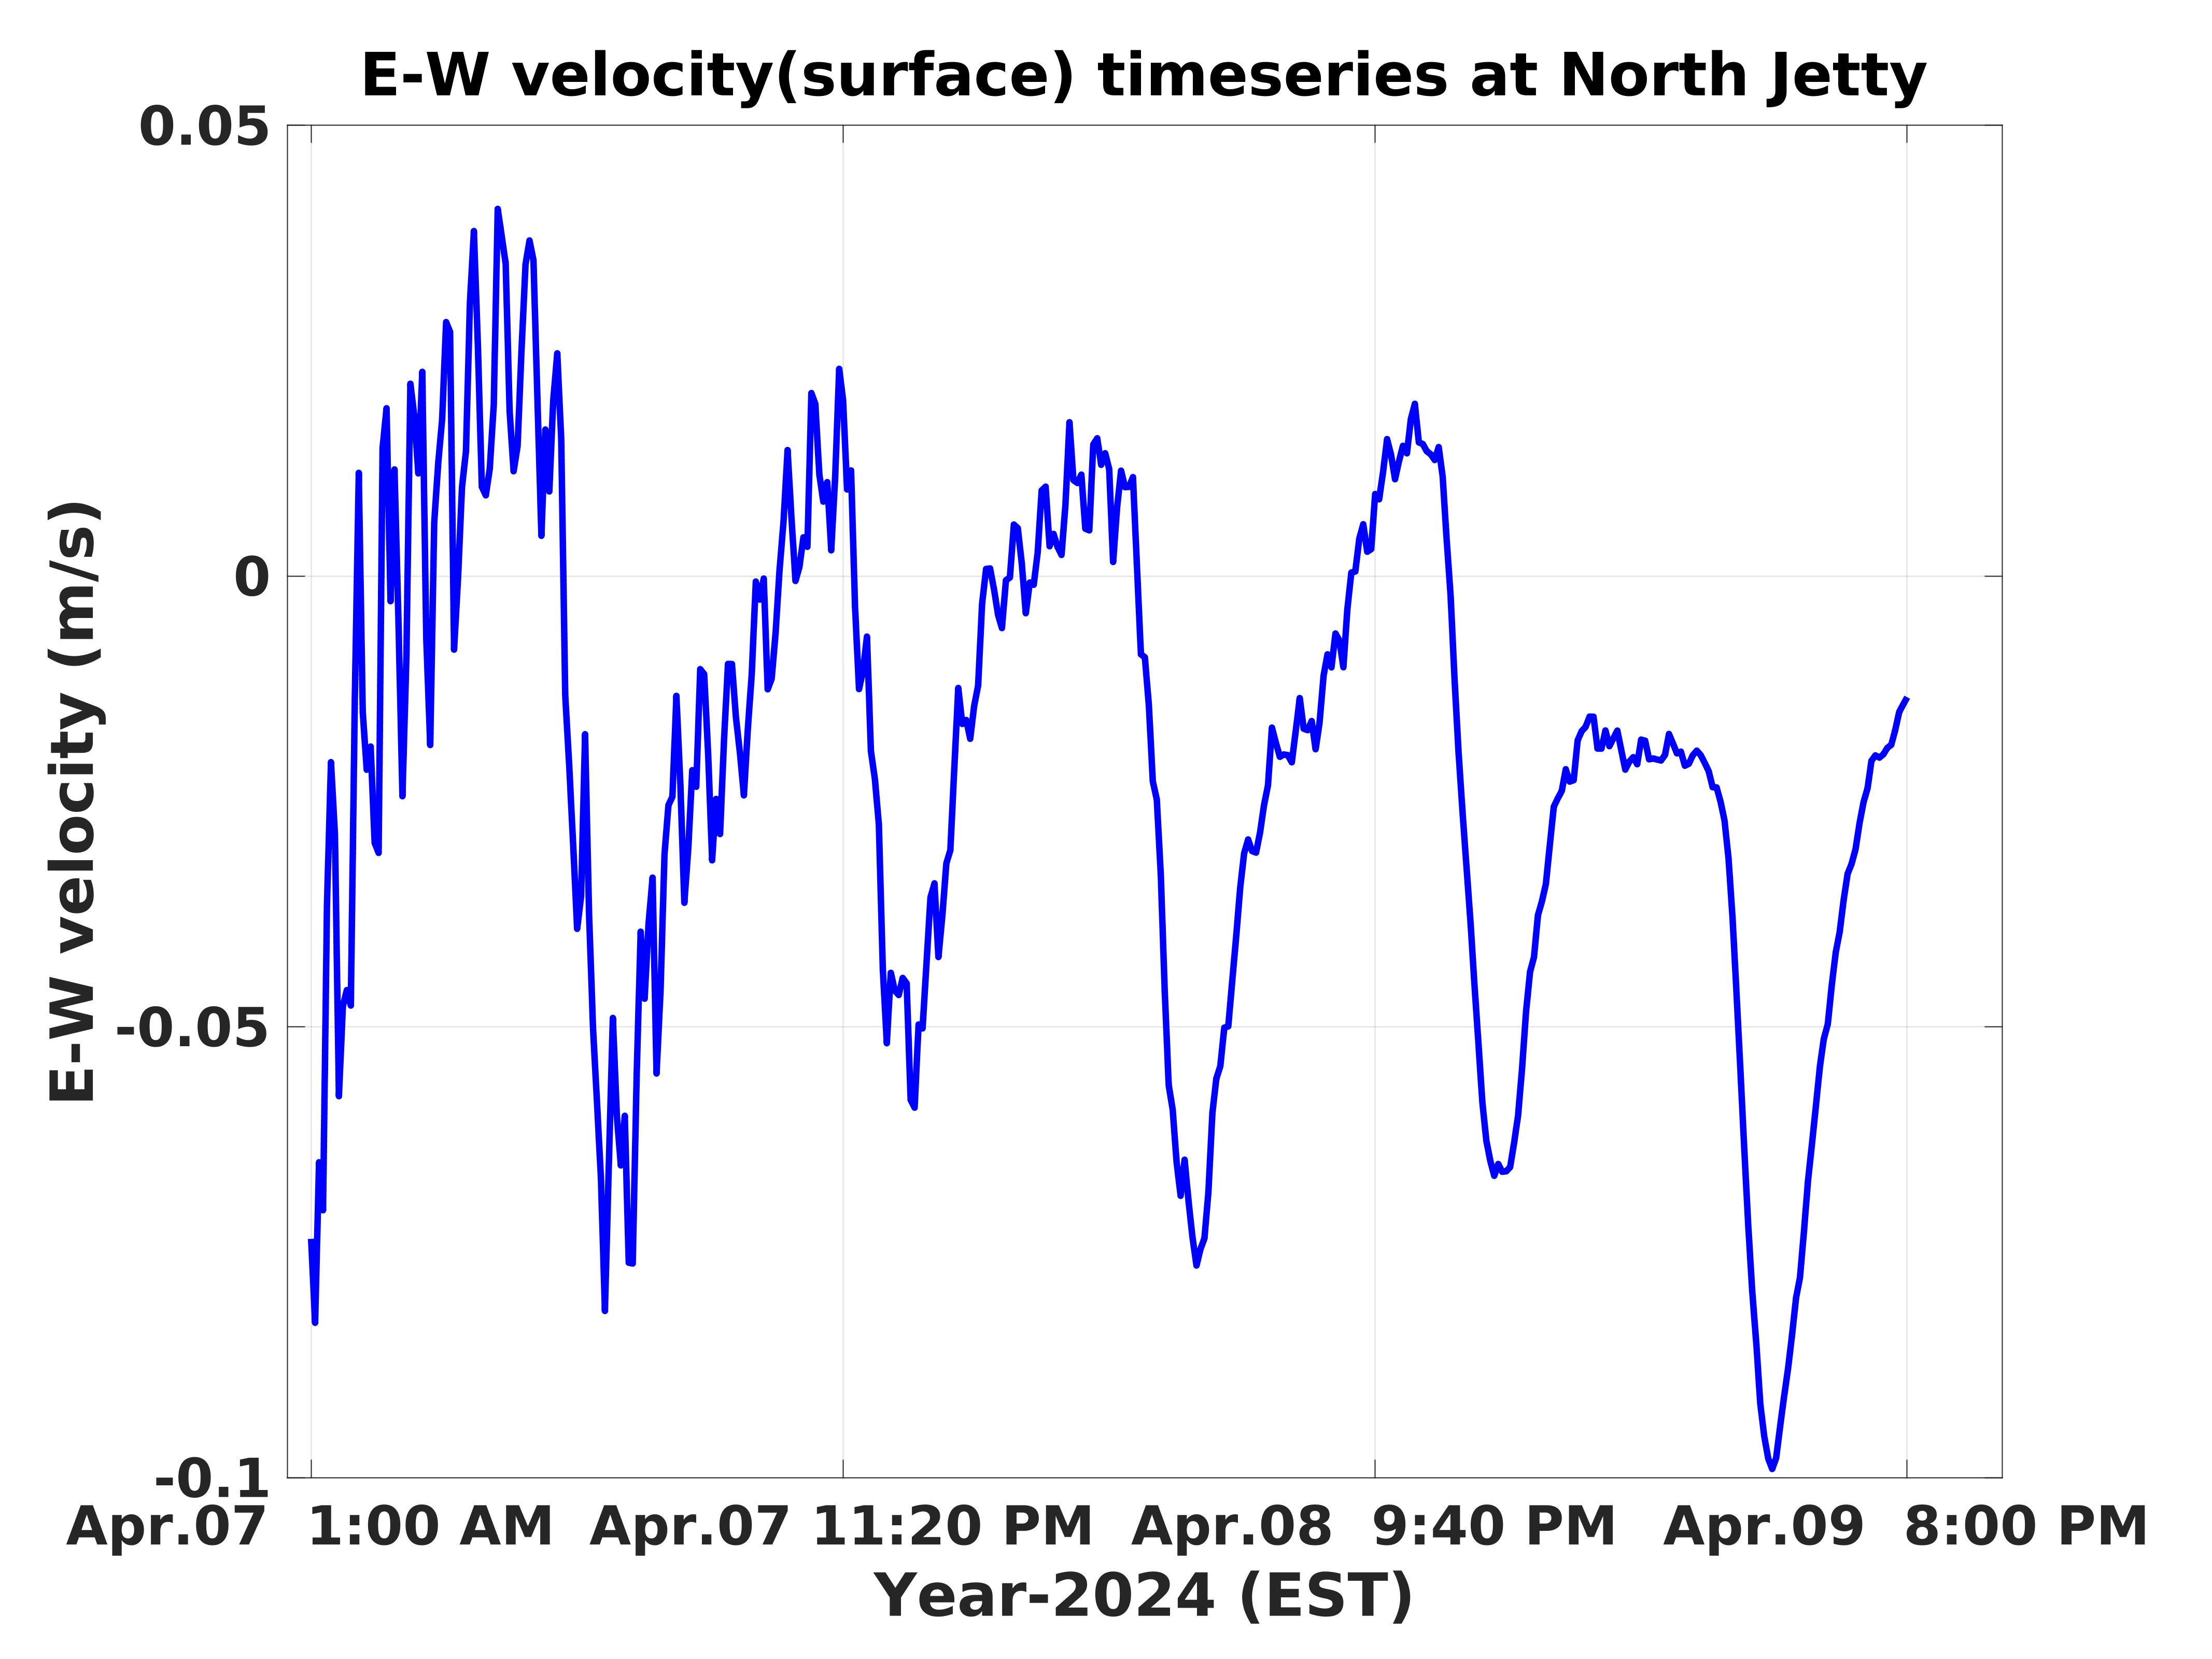 E-W velocity(surface) timeseries at North Jetty
E-W velocity (m/s)
0.05
0
-0.05
-0.1
Apr.07 1:00 AM Apr.07 11:20 PM Apr.08 9:40 PM Apr.09 8:00 PM
Year-2024 (EST)